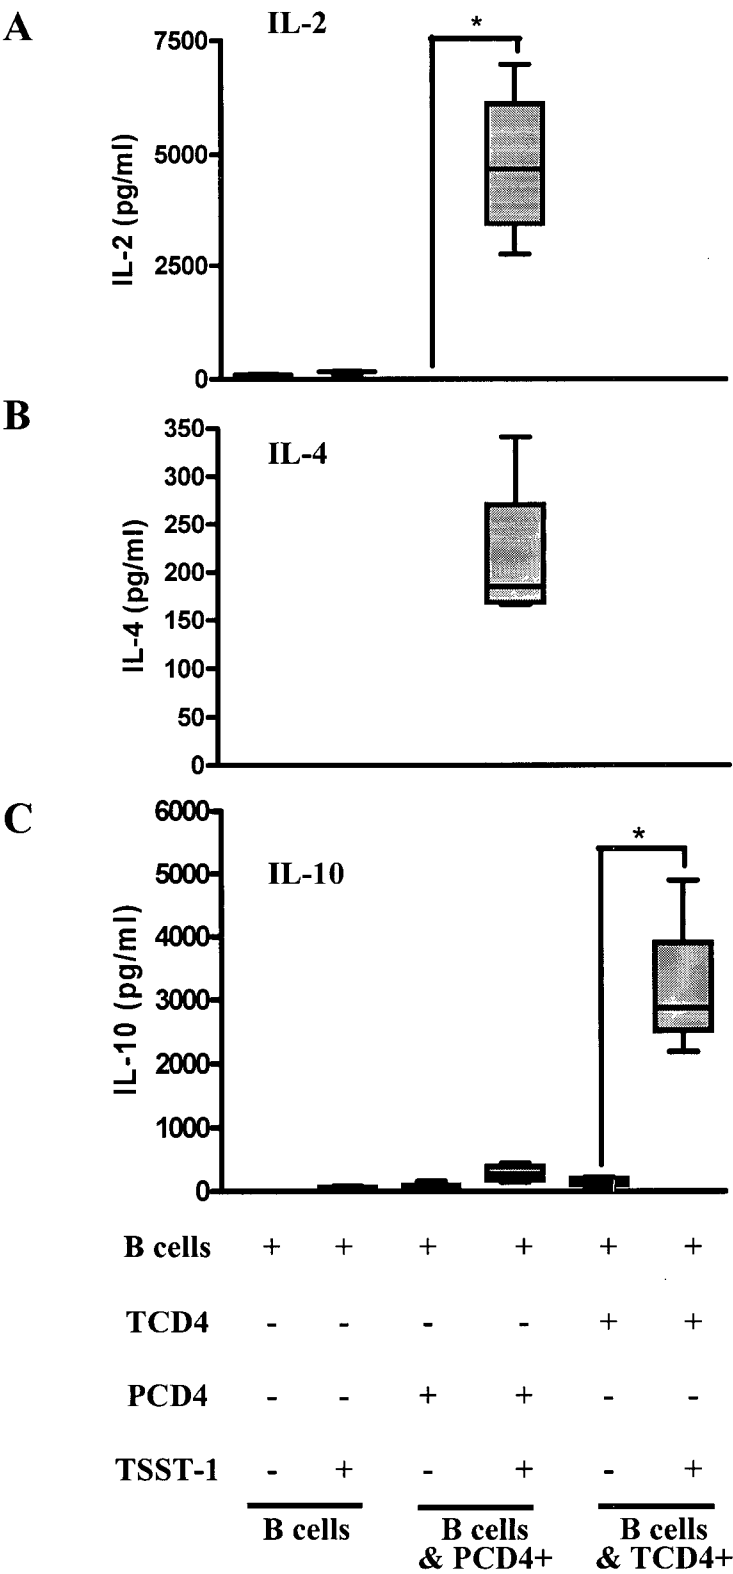 A
IL-2
*
7500
5000
2500
0
IL-2 (pg/ml)
B
IL-4
350
300
250
200
150
100
50
0
IL-4 (pg/ml)
C
IL-10
*
6000
5000
4000
3000
2000
1000
0
IL-10 (pg/ml)
B cells + + + + + +
TCD4 - - - - + +
PCD4 - - + + - -
TSST-1 - + - + - +
B cells
B cells
& PCD4+
B cells
& TCD4+